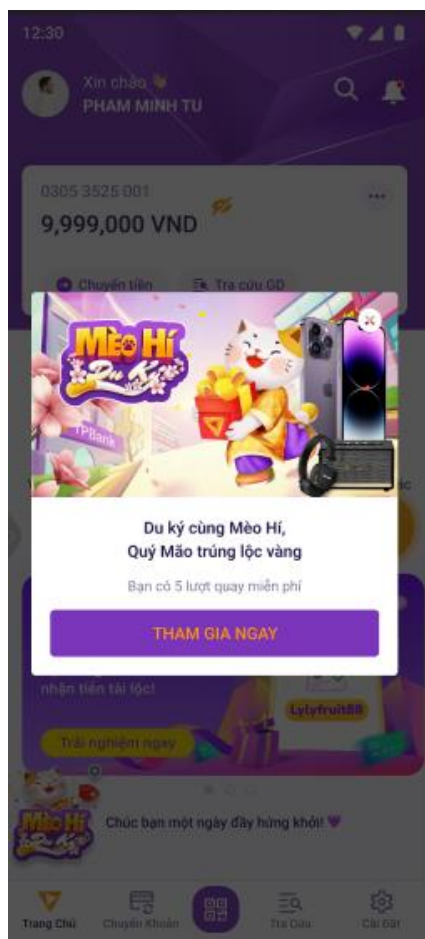 12:30
Xin chào
PHAM MINH TU
0305 3525 001
9,999,000 VND
Chuyển tiền
Tra cứu GD
Mèo Hí
Du Ký
TPBank
Du ký cùng Mèo Hí,
Quý Mão trúng lộc vàng
Bạn có 5 lượt quay miễn phí
THAM GIA NGAY
nhận tiền tài lộc!
Lylyfruit88
Trải nghiệm ngay
Mèo Hí
Du Ký
Chúc bạn một ngày đầy hứng khởi!
Trang Chủ
Chuyển Khoản
Tra Cứu
Cài Đặt